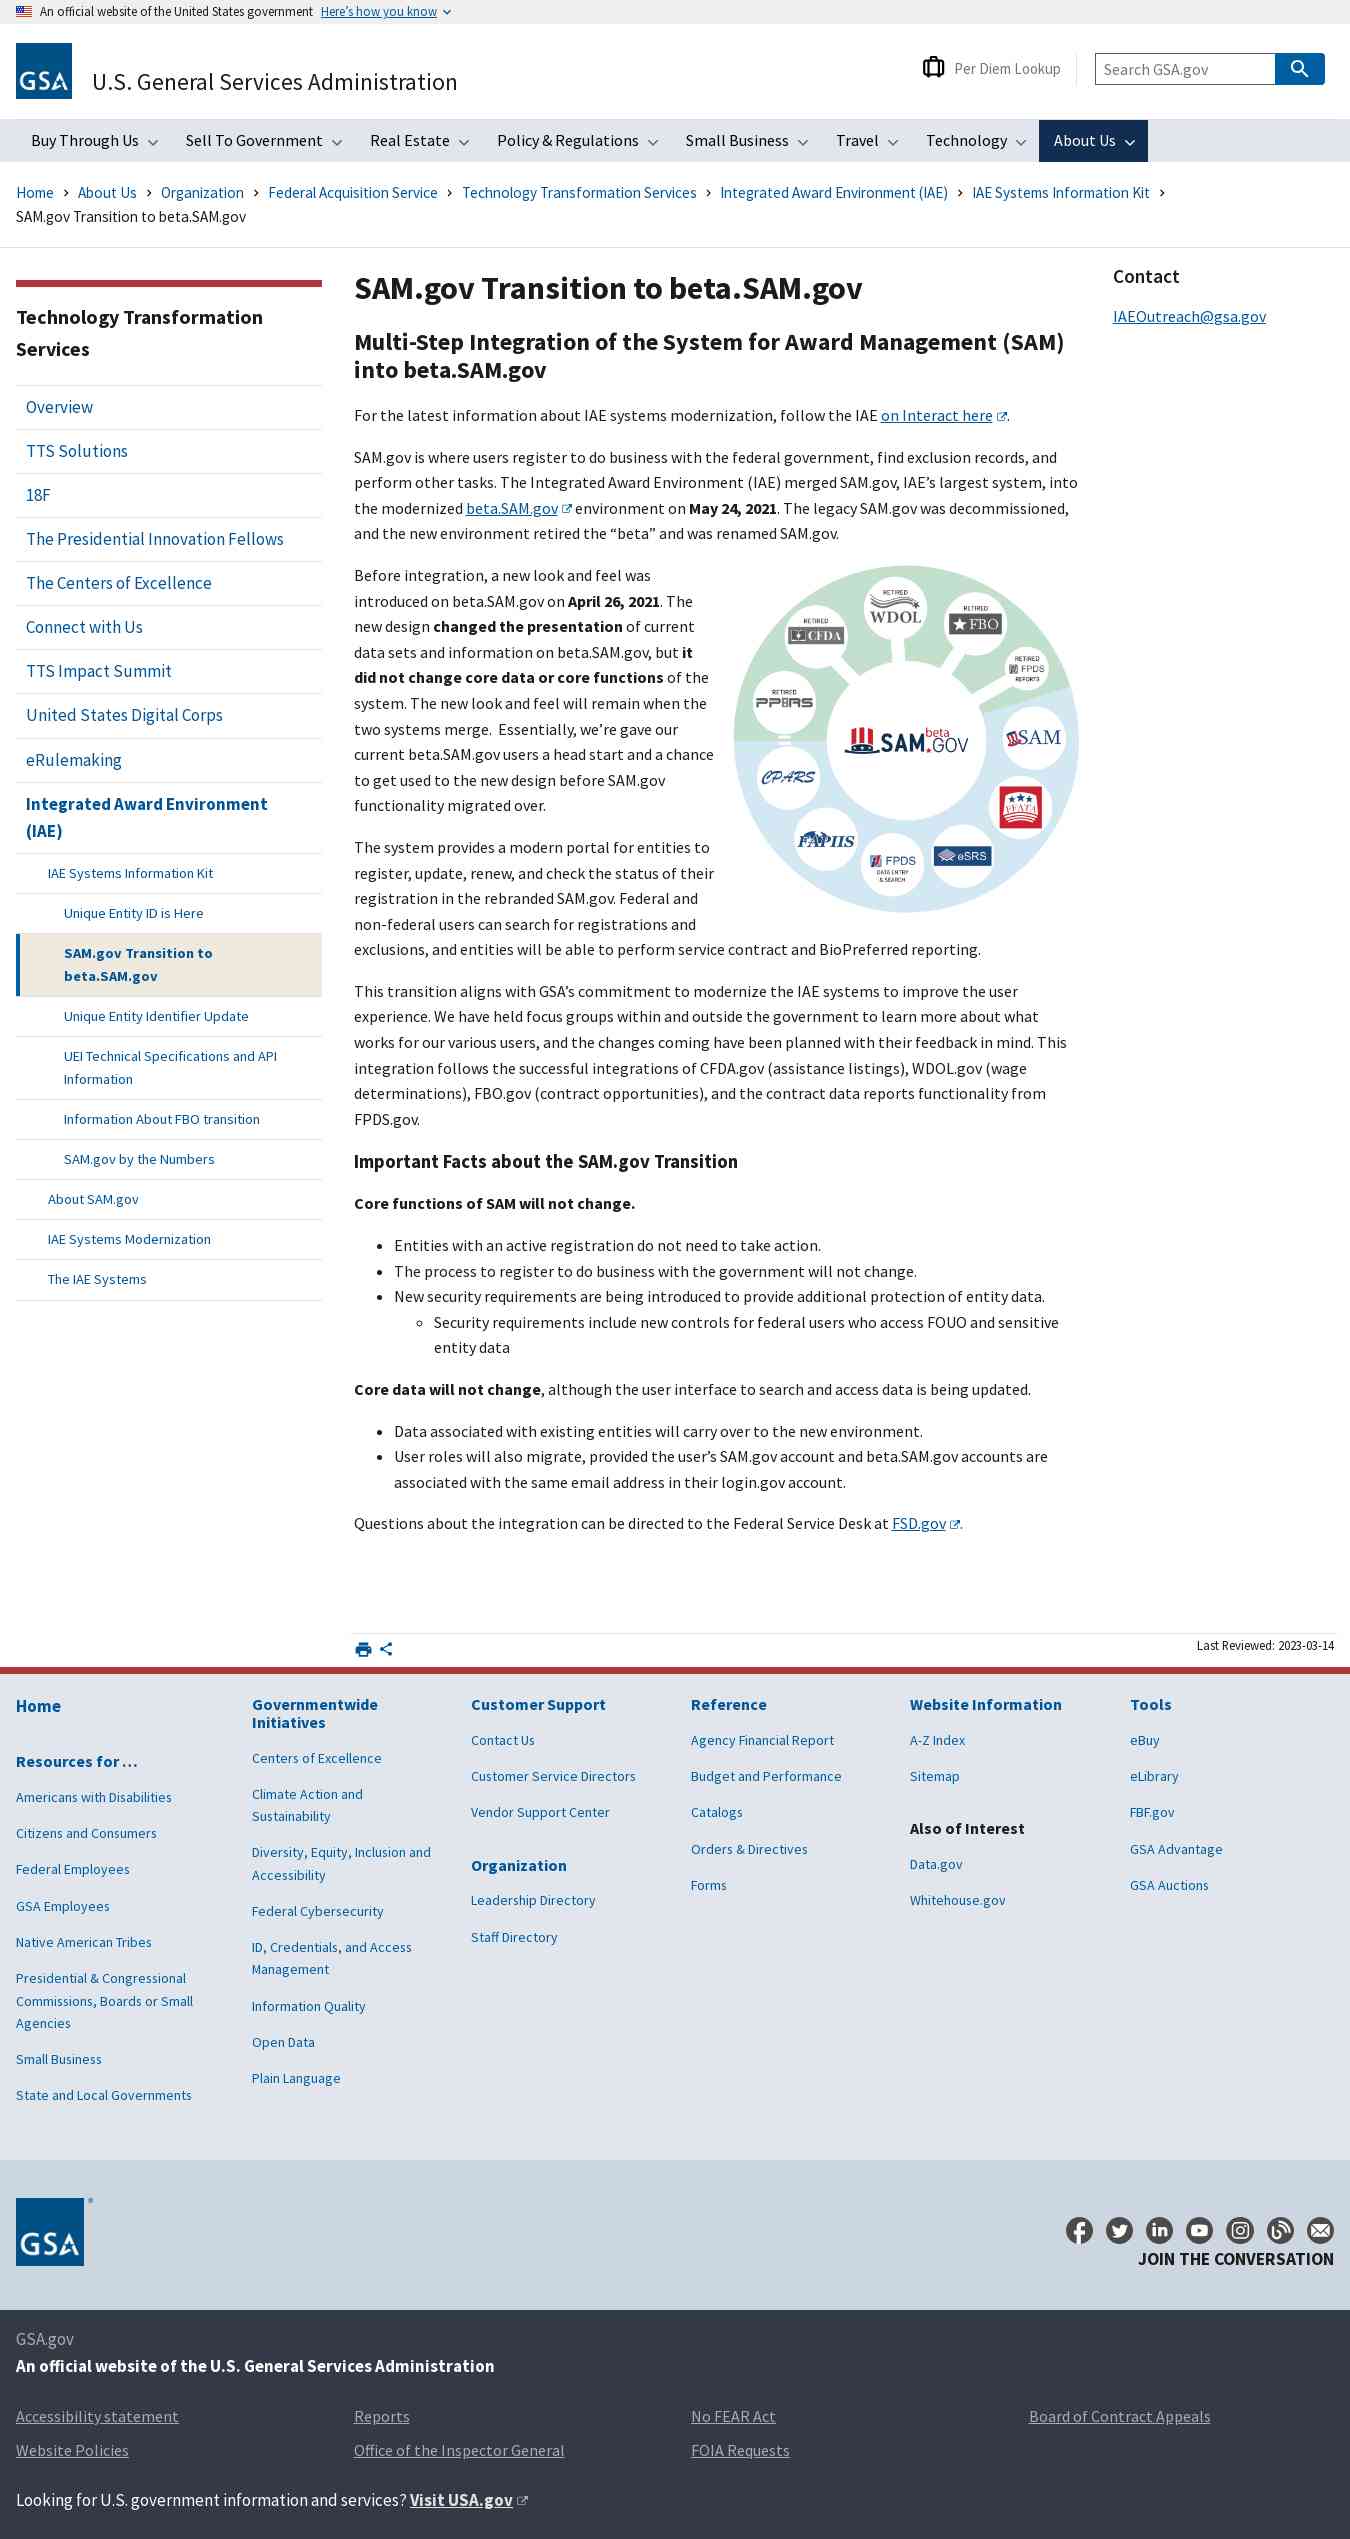 An official website of the United States government Here's how you know
GSA
U.S. General Services Administration
Per Diem Lookup
Search GSA.gov
Buy Through Us Sell To Government Real Estate Policy & Regulations Small Business Travel Technology About Us
Home > About Us > Organization > Federal Acquisition Service > Technology Transformation Services > Integrated Award Environment (IAE) > IAE Systems Information Kit >
SAM.gov Transition to beta.SAM.gov
Technology Transformation
Services
Overview
TTS Solutions
18F
The Presidential Innovation Fellows
The Centers of Excellence
Connect with Us
TTS Impact Summit
United States Digital Corps
eRulemaking
Integrated Award Environment
(IAE)
IAE Systems Information Kit
Unique Entity ID is Here
SAM.gov Transition to
beta.SAM.gov
Unique Entity Identifier Update
UEI Technical Specifications and API
Information
Information About FBO transition
SAM.gov by the Numbers
About SAM.gov
IAE Systems Modernization
The IAE Systems
SAM.gov Transition to beta.SAM.gov
Multi-Step Integration of the System for Award Management (SAM)
into beta.SAM.gov
For the latest information about IAE systems modernization, follow the IAE on Interact here.
SAM.gov is where users register to do business with the federal government, find exclusion records, and
perform other tasks. The Integrated Award Environment (IAE) merged SAM.gov, IAE’s largest system, into
the modernized beta.SAM.gov environment on May 24, 2021. The legacy SAM.gov was decommissioned,
and the new environment retired the “beta” and was renamed SAM.gov.
Before integration, a new look and feel was
introduced on beta.SAM.gov on April 26, 2021. The
new design changed the presentation of current
data sets and information on beta.SAM.gov, but it
did not change core data or core functions of the
system. The new look and feel will remain when the
two systems merge.  Essentially, we’re gave our
current beta.SAM.gov users a head start and a chance
to get used to the new design before SAM.gov
functionality migrated over.
RETIRED
WDOL
RETIRED
CFDA
RETIRED
FBO
RETIRED
FPDS
REPORTS
RETIRED
PPIRS
beta
SAM.GOV
SAM
CPARS
FFATA
FAPIIS
FPDS
DATA ENTRY
& SEARCH
eSRS
The system provides a modern portal for entities to
register, update, renew, and check the status of their
registration in the rebranded SAM.gov. Federal and
non-federal users can search for registrations and
exclusions, and entities will be able to perform service contract and BioPreferred reporting.
This transition aligns with GSA’s commitment to modernize the IAE systems to improve the user
experience. We have held focus groups within and outside the government to learn more about what
works for our various users, and the changes coming have been planned with their feedback in mind. This
integration follows the successful integrations of CFDA.gov (assistance listings), WDOL.gov (wage
determinations), FBO.gov (contract opportunities), and the contract data reports functionality from
FPDS.gov.
Important Facts about the SAM.gov Transition
Core functions of SAM will not change.
• Entities with an active registration do not need to take action.
• The process to register to do business with the government will not change.
• New security requirements are being introduced to provide additional protection of entity data.
◦ Security requirements include new controls for federal users who access FOUO and sensitive
entity data
Core data will not change, although the user interface to search and access data is being updated.
• Data associated with existing entities will carry over to the new environment.
• User roles will also migrate, provided the user’s SAM.gov account and beta.SAM.gov accounts are
associated with the same email address in their login.gov account.
Questions about the integration can be directed to the Federal Service Desk at FSD.gov.
Contact
IAEOutreach@gsa.gov
Last Reviewed: 2023-03-14
Home
Resources for …
Americans with Disabilities
Citizens and Consumers
Federal Employees
GSA Employees
Native American Tribes
Presidential & Congressional
Commissions, Boards or Small
Agencies
Small Business
State and Local Governments
Governmentwide
Initiatives
Centers of Excellence
Climate Action and
Sustainability
Diversity, Equity, Inclusion and
Accessibility
Federal Cybersecurity
ID, Credentials, and Access
Management
Information Quality
Open Data
Plain Language
Customer Support
Contact Us
Customer Service Directors
Vendor Support Center
Organization
Leadership Directory
Staff Directory
Reference
Agency Financial Report
Budget and Performance
Catalogs
Orders & Directives
Forms
Website Information
A-Z Index
Sitemap
Also of Interest
Data.gov
Whitehouse.gov
Tools
eBuy
eLibrary
FBF.gov
GSA Advantage
GSA Auctions
GSA
JOIN THE CONVERSATION
GSA.gov
An official website of the U.S. General Services Administration
Accessibility statement
Reports
No FEAR Act
Board of Contract Appeals
Website Policies
Office of the Inspector General
FOIA Requests
Looking for U.S. government information and services? Visit USA.gov